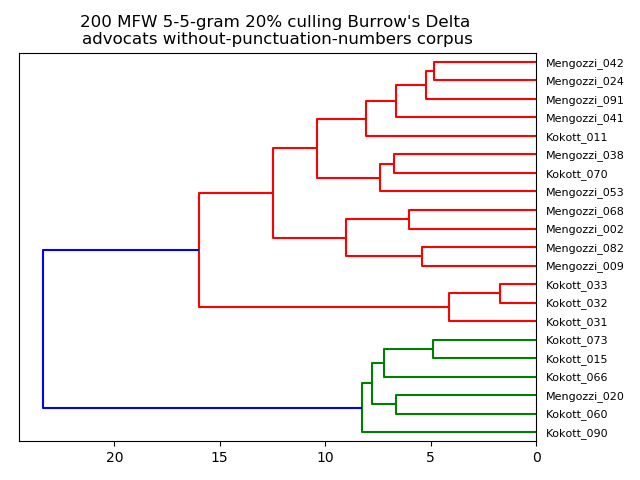 200 MFW 5-5-gram 20% culling Burrow's Delta
advocats without-punctuation-numbers corpus
Mengozzi_042
Mengozzi_024
Mengozzi_091
Mengozzi_041
Kokott_011
Mengozzi_038
Kokott_070
Mengozzi_053
Mengozzi_068
Mengozzi_002
Mengozzi_082
Mengozzi_009
Kokott_033
Kokott_032
Kokott_031
Kokott_073
Kokott_015
Kokott_066
Mengozzi_020
Kokott_060
Kokott_090
20 15 10 5 0